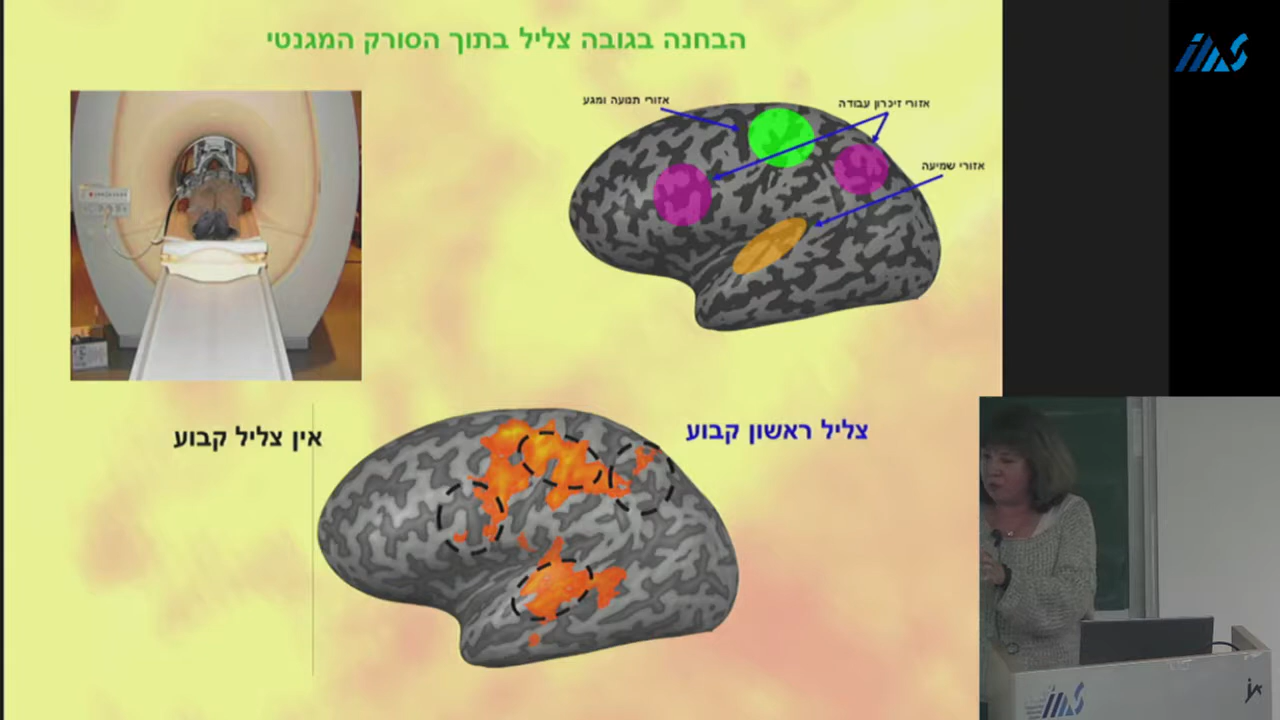 הבחנה בגובה צליל בתוך הסורק המגנטי
אזורי תנועה ומגע
אזורי זיכרון עבודה
אזורי שמיעה
צליל ראשון קבוע
אין צליל קבוע